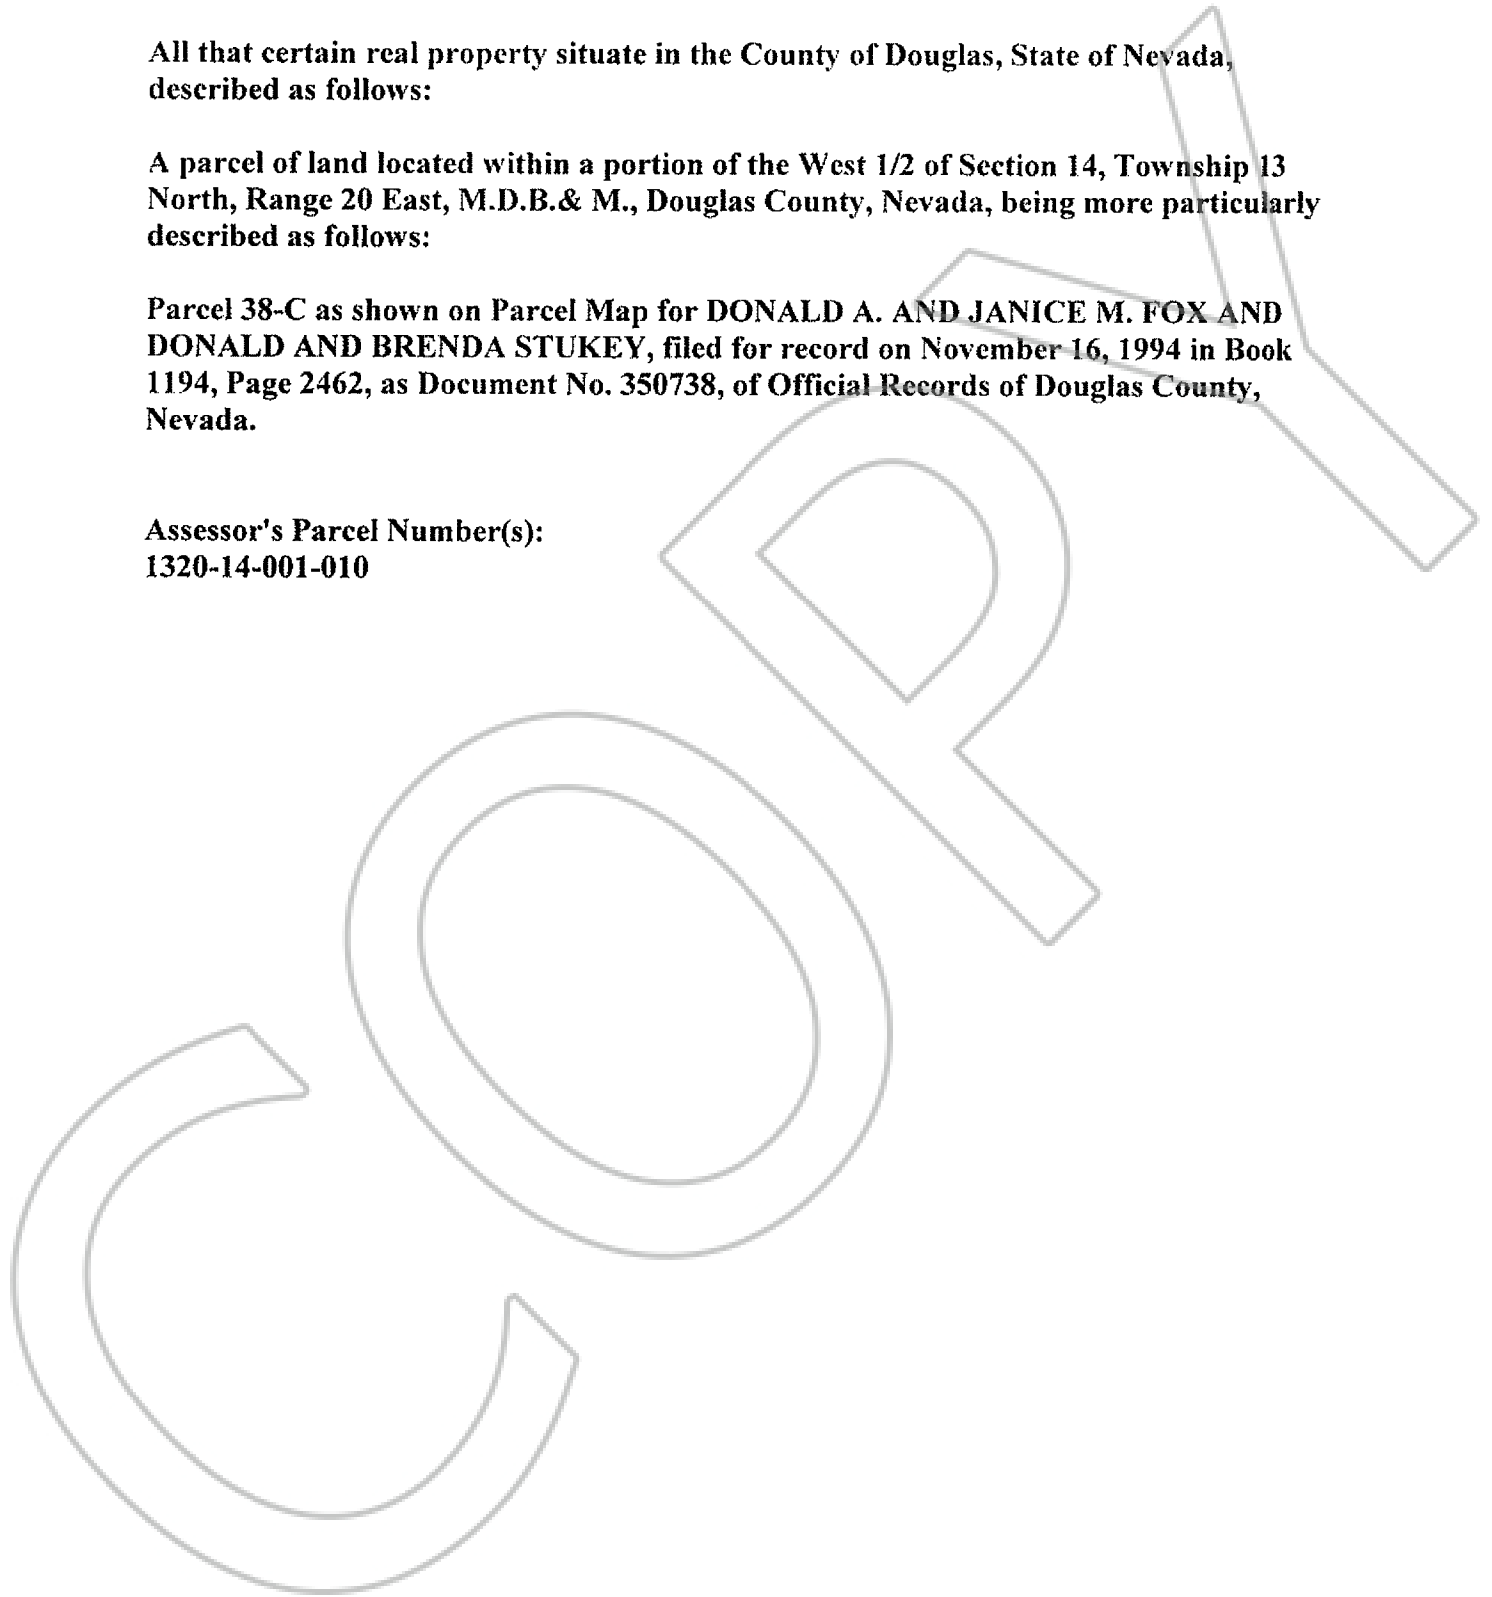 All that certain real property situate in the County of Douglas, State of Nevada,
described as follows:
A parcel of land located within a portion of the West 1/2 of Section 14, Township 13
North, Range 20 East, M.D.B.& M., Douglas County, Nevada, being more particularly
described as follows:
Parcel 38-C as shown on Parcel Map for DONALD A. AND JANICE M. FOX AND
DONALD AND BRENDA STUKEY, filed for record on November 16, 1994 in Book
1194, Page 2462, as Document No. 350738, of Official Records of Douglas County,
Nevada.
Assessor's Parcel Number(s):
1320-14-001-010
COPY